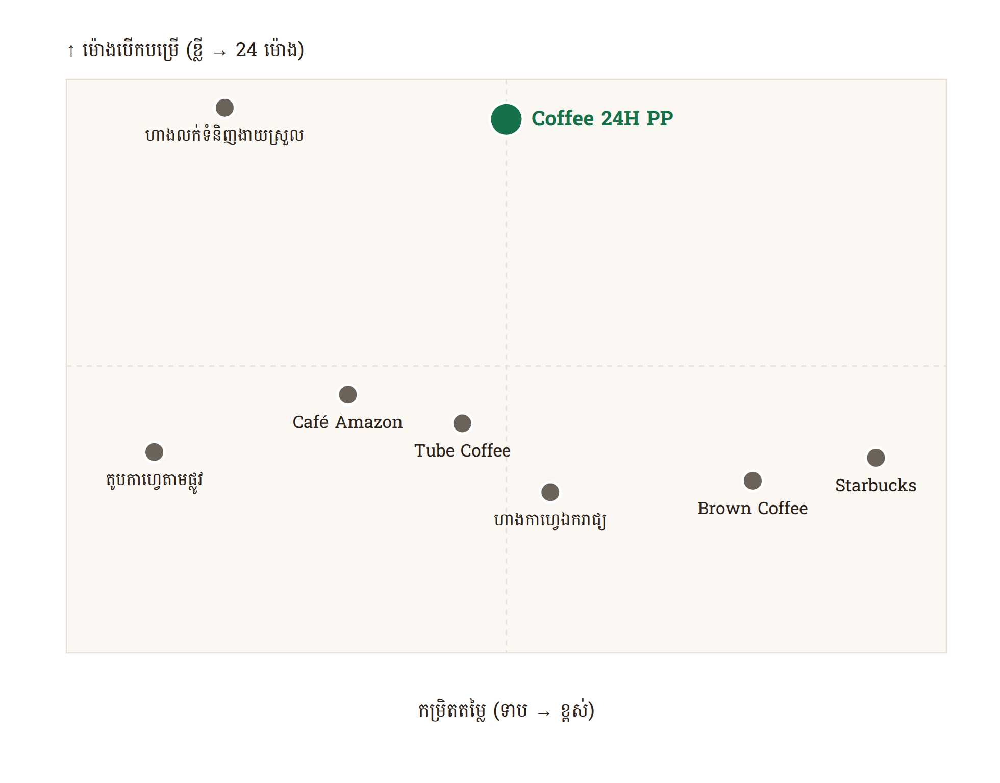 ↑ ម៉ោងបើកបម្រើ (ខ្លី → 24 ម៉ោង)
ហាងលក់ទំនិញងាយស្រួល
Coffee 24H PP
Café Amazon
Tube Coffee
តូបកាហ្វេតាមផ្លូវ
Starbucks
Brown Coffee
ហាងកាហ្វេឯករាជ្យ
កម្រិតតម្លៃ (ទាប → ខ្ពស់)